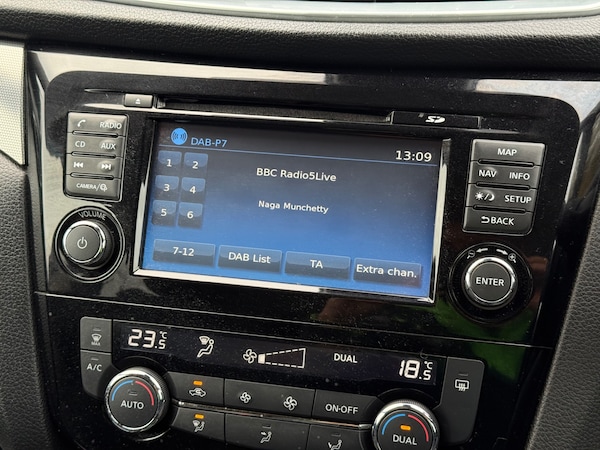 RADIO
CD AUX
CAMERA/
VOLUME
SD
DAB-P7 13:09
1 2
3 4
5 6
BBC Radio5Live
Naga Munchetty
7-12 DAB List TA Extra chan.
MAP
NAV INFO
SETUP
BACK
ENTER
23.5 DUAL 18.5
MAX
A/C
AUTO
ON·OFF
DUAL